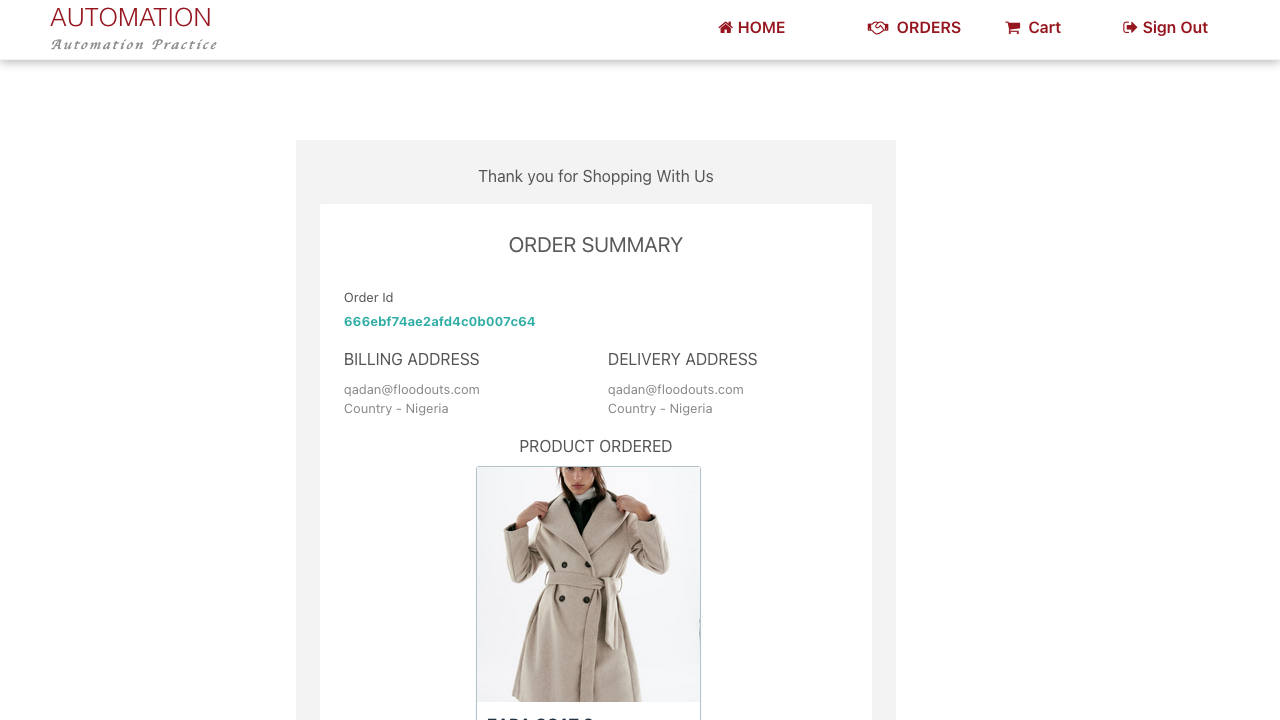 AUTOMATION
Automation Practice
HOME
ORDERS
Cart
Sign Out
Thank you for Shopping With Us
ORDER SUMMARY
Order Id
666ebf74ae2afd4c0b007c64
BILLING ADDRESS
DELIVERY ADDRESS
qadan@floodouts.com
qadan@floodouts.com
Country - Nigeria
Country - Nigeria
PRODUCT ORDERED